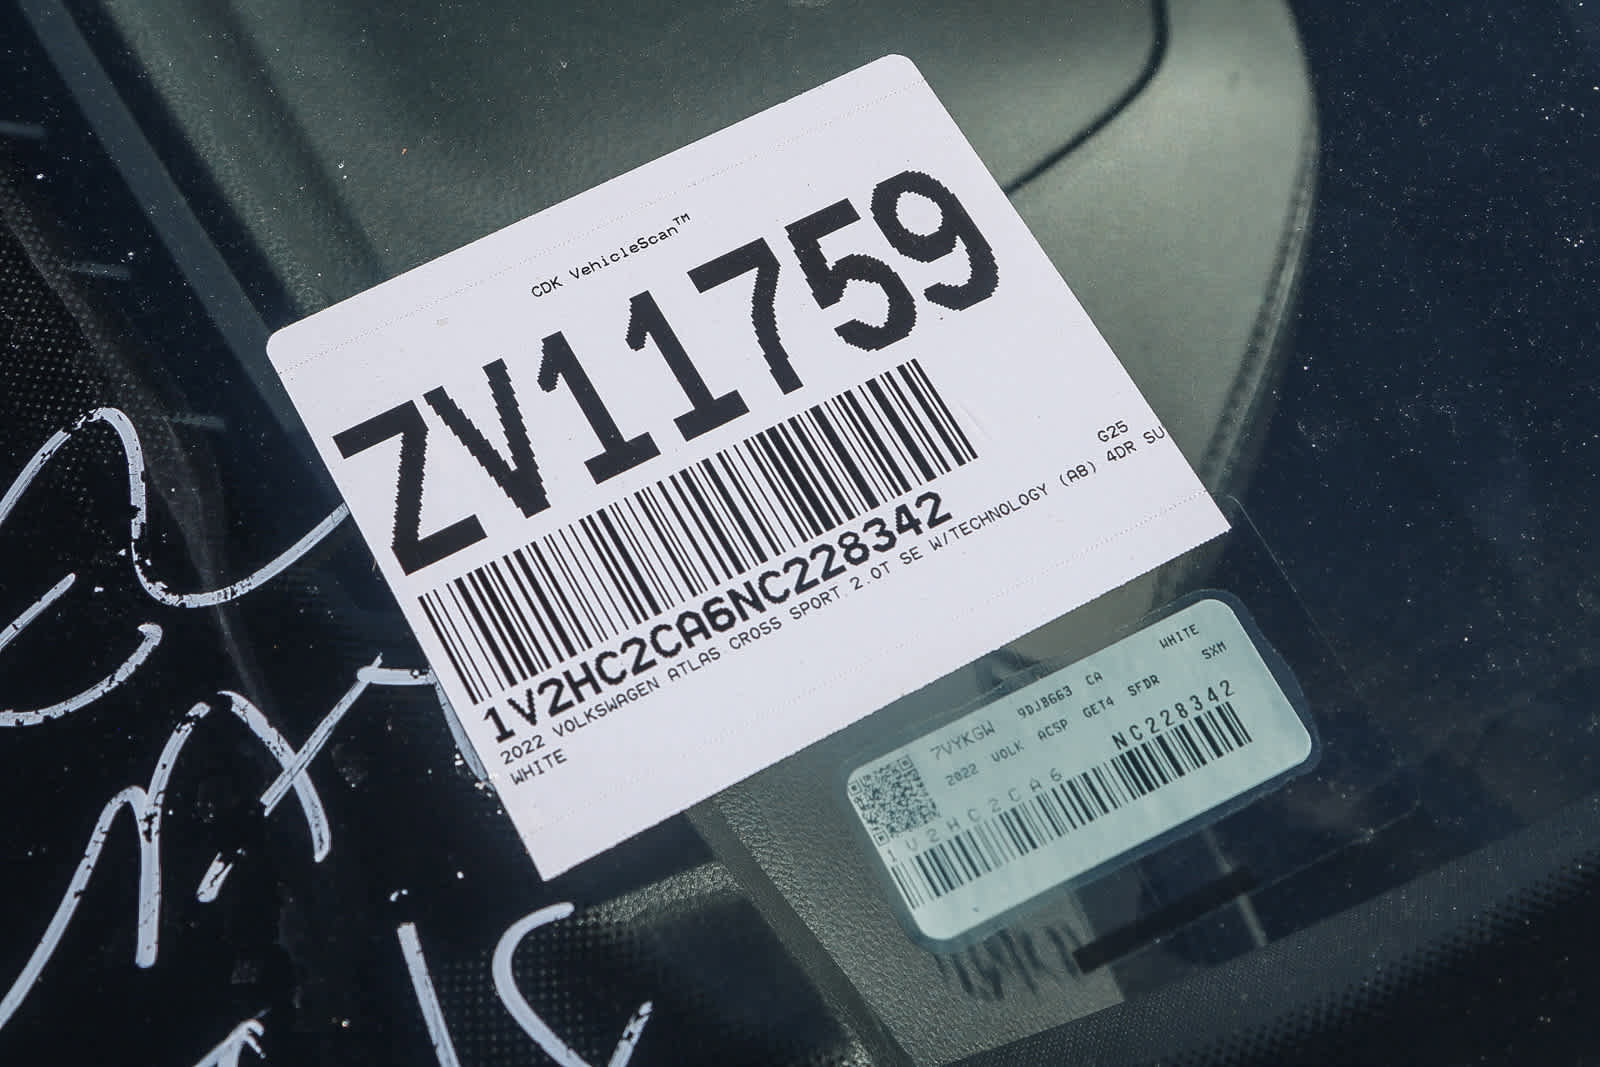 CDK VehicleScan™
ZV11759
1V2HC2CA6NC228342
G25
2022 VOLKSWAGEN ATLAS CROSS SPORT 2.0T SE W/TECHNOLOGY (A8) 4DR SU
WHITE
7VYKGW 9DJB663 CA WHITE
2022 VOLK ACSP GET4 SFDR SXM
1V2HC2CA6 NC228342